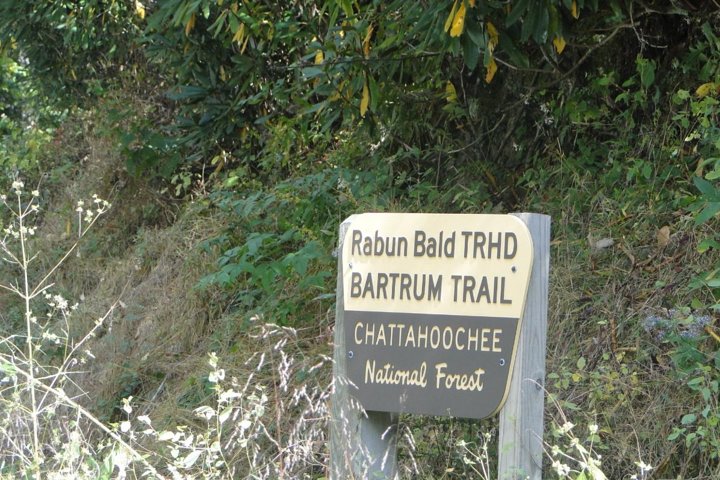 Rabun Bald TRHD
BARTRUM TRAIL
CHATTAHOOCHEE
National Forest